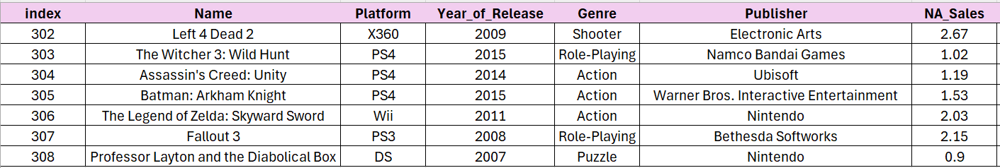 index Name Platform Year_of_Release Genre Publisher NA_Sales
302 Left 4 Dead 2 X360 2009 Shooter Electronic Arts 2.67
303 The Witcher 3: Wild Hunt PS4 2015 Role-Playing Namco Bandai Games 1.02
304 Assassin's Creed: Unity PS4 2014 Action Ubisoft 1.19
305 Batman: Arkham Knight PS4 2015 Action Warner Bros. Interactive Entertainment 1.53
306 The Legend of Zelda: Skyward Sword Wii 2011 Action Nintendo 2.03
307 Fallout 3 PS3 2008 Role-Playing Bethesda Softworks 2.15
308 Professor Layton and the Diabolical Box DS 2007 Puzzle Nintendo 0.9